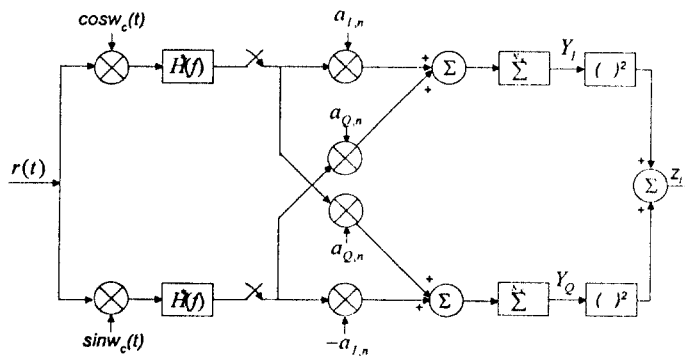 cosw_c(t)
a_{I,n}
H(f)
Σ
Σ
Y_I
( )²
a_{Q,n}
r(t)
Σ
Z_i
a_{Q,n}
H(f)
Σ
Σ
Y_Q
( )²
sinw_c(t)
-a_{I,n}